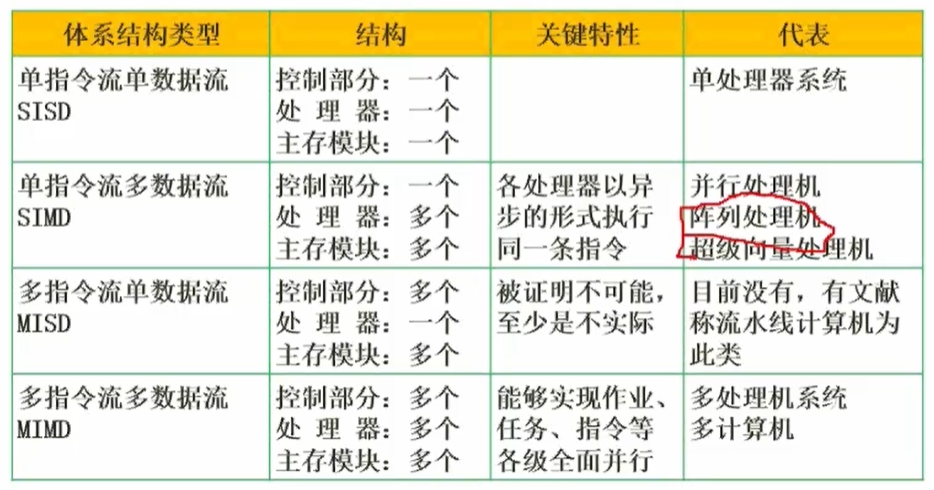 体系结构类型 结构 关键特性 代表
单指令流单数据流 控制部分：一个 单处理器系统
SISD 处 理 器：一个
主存模块：一个
单指令流多数据流 控制部分：一个 各处理器以异 并行处理机
SIMD 处 理 器：多个 步的形式执行 阵列处理机
主存模块：多个 同一条指令 超级向量处理机
多指令流单数据流 控制部分：多个 被证明不可能， 目前没有，有文献
MISD 处 理 器：一个 至少是不实际 称流水线计算机为
主存模块：多个 此类
多指令流多数据流 控制部分：多个 能够实现作业、 多处理机系统
MIMD 处 理 器：多个 任务、指令等 多计算机
主存模块：多个 各级全面并行